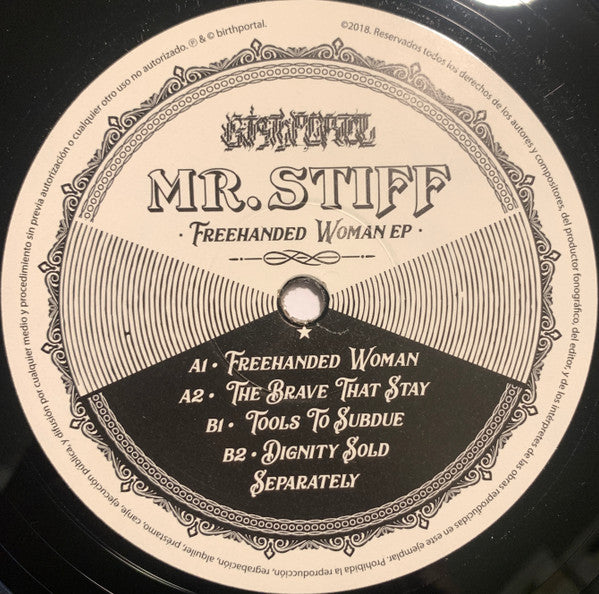 ©2018. Reservados todos los derechos de los autores y compositores, del productor fonográfico, del editor, y de los intérpretes de las obras reproducidas en este ejemplar. Prohibida la reproducción, regrabación, alquiler, préstamo, canje, ejecución pública, y difusión por cualquier medio y procedimiento sin previa autorización o cualquier otro uso no autorizado. ℗ & © birthportal.
BIRTHPORTAL
MR. STIFF
· FREEHANDED WOMAN EP ·
A1 · FREEHANDED WOMAN
A2 · THE BRAVE THAT STAY
B1 · TOOLS TO SUBDUE
B2 · DIGNITY SOLD
SEPARATELY